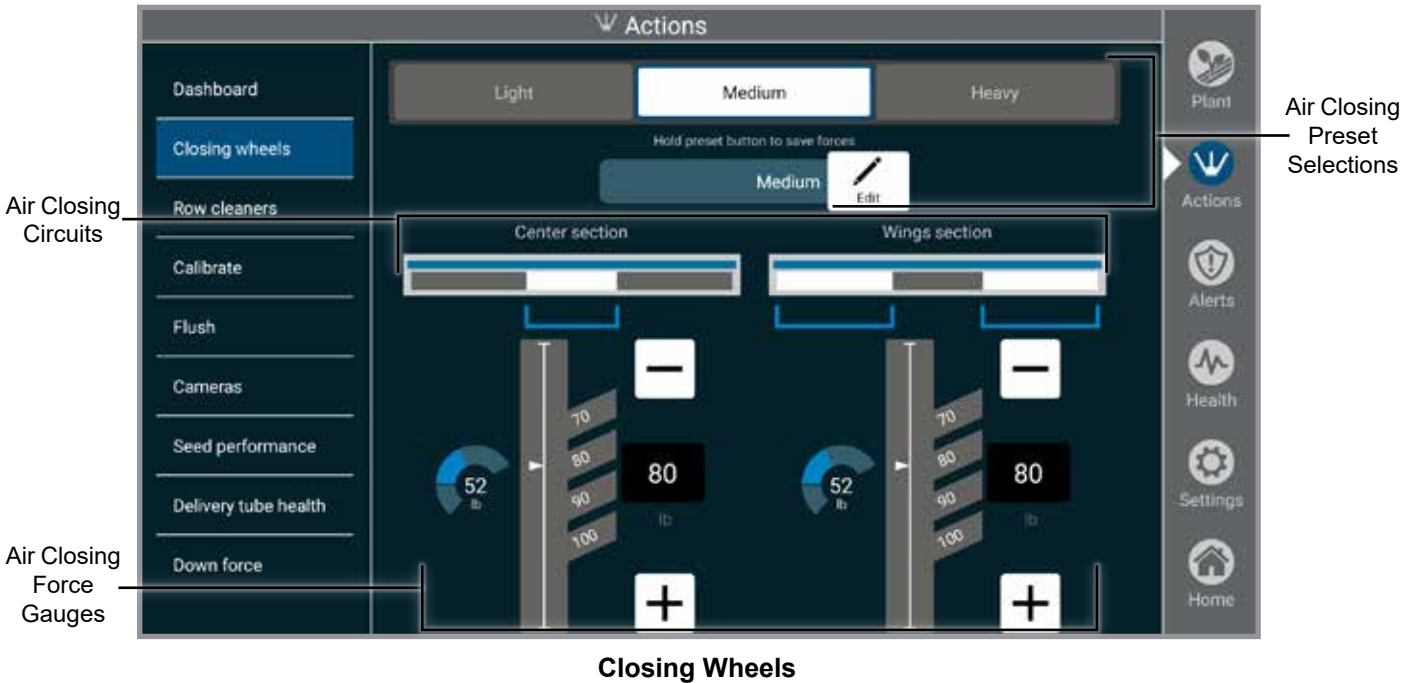 Actions
Dashboard
Closing wheels
Row cleaners
Calibrate
Flush
Cameras
Seed performance
Delivery tube health
Down force
Light
Medium
Heavy
Hold preset button to save forces
Medium
Edit
Center section
Wings section
70
80
90
100
52
lb
80
lb
70
80
90
100
52
lb
80
lb
Plant
Actions
Alerts
Health
Settings
Home
Air Closing
Circuits
Air Closing
Force
Gauges
Air Closing
Preset
Selections
Closing Wheels